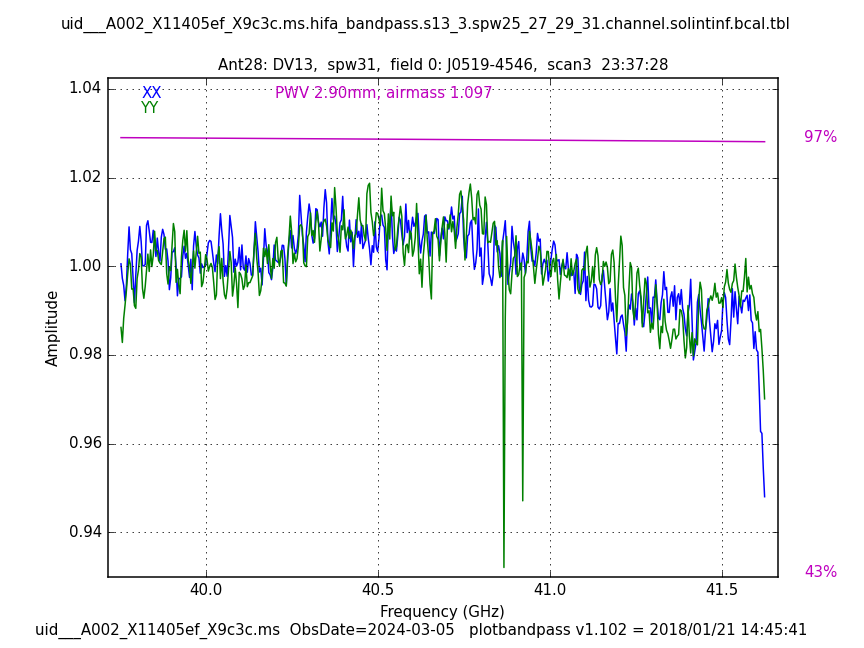 uid___A002_X11405ef_X9c3c.ms.hifa_bandpass.s13_3.spw25_27_29_31.channel.solintinf.bcal.tbl
Ant28: DV13,  spw31,  field 0: J0519-4546,  scan3  23:37:28
XX
YY
PWV 2.90mm, airmass 1.097
97%
43%
1.04
1.02
1.00
0.98
0.96
0.94
Amplitude
40.0
40.5
41.0
41.5
Frequency (GHz)
uid___A002_X11405ef_X9c3c.ms  ObsDate=2024-03-05   plotbandpass v1.102 = 2018/01/21 14:45:41